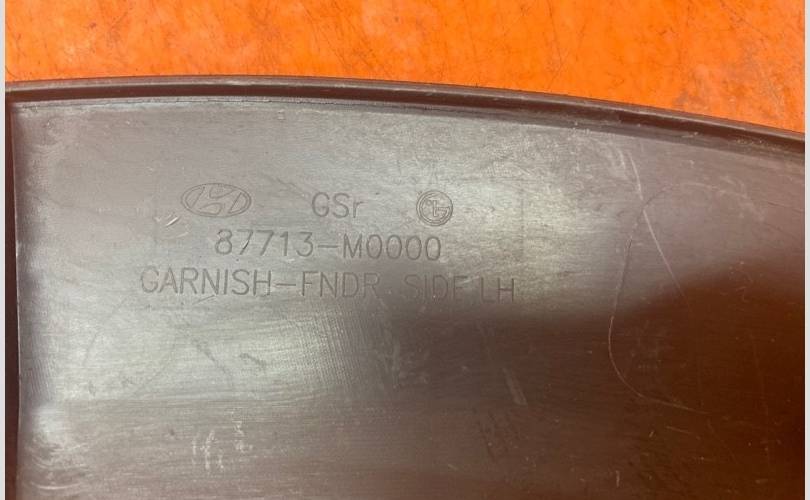 GSr
87713-M0000
GARNISH-FNDR SIDE LH